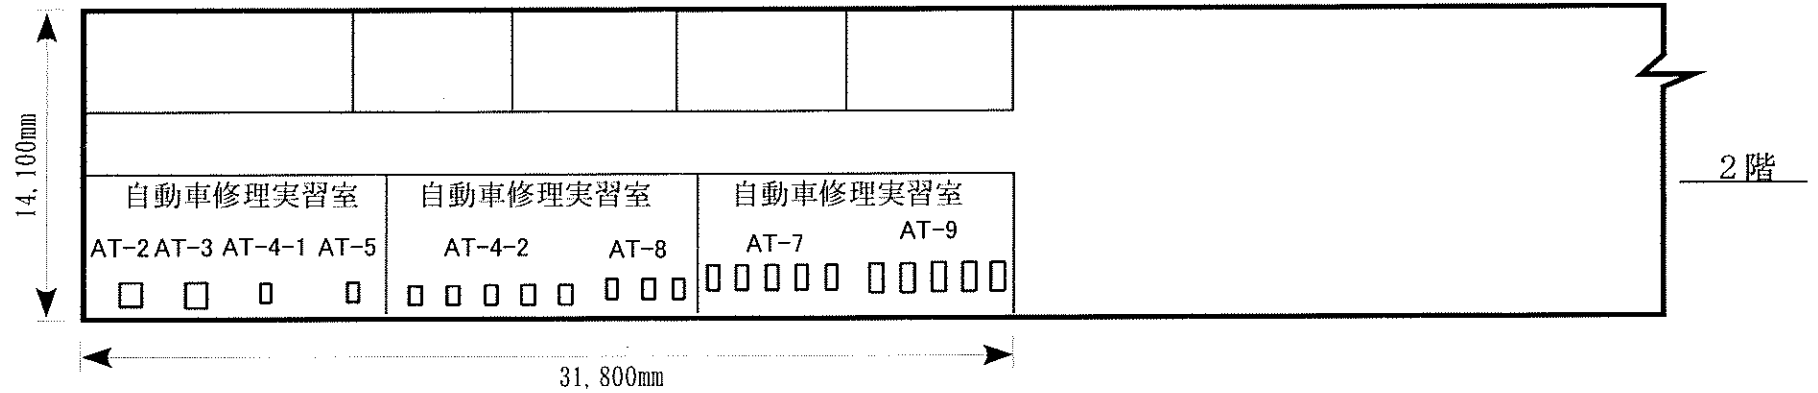 14,100mm
自動車修理実習室
自動車修理実習室
自動車修理実習室
AT-2 AT-3 AT-4-1 AT-5
AT-4-2
AT-8
AT-7
AT-9
2階
31,800mm